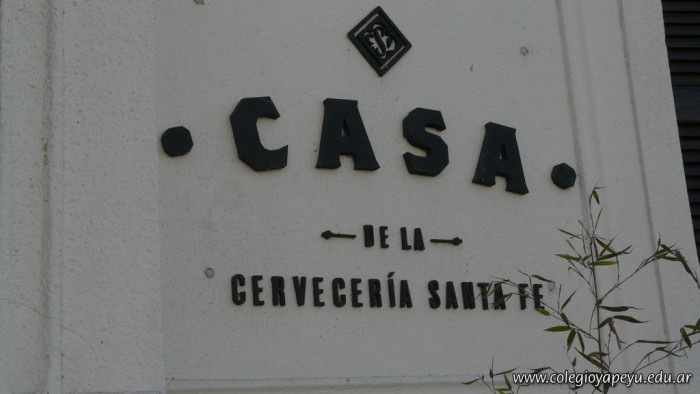 • CASA •
DE LA
CERVECERÍA SANTA FE
www.colegioyapeyu.edu.ar